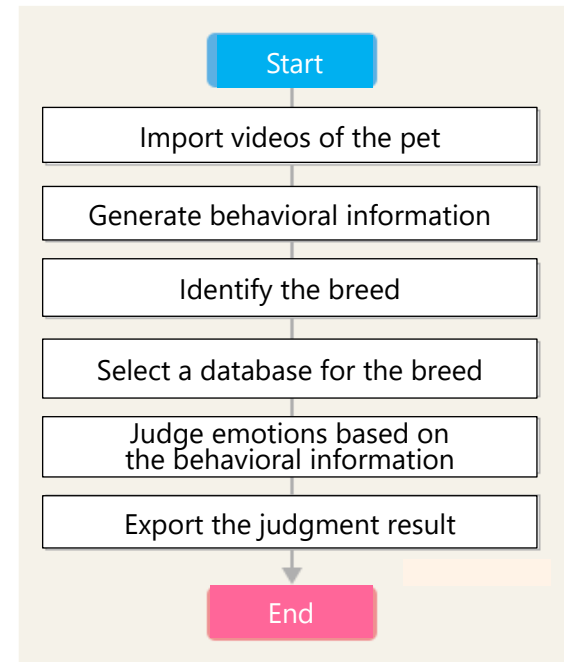 Start
Import videos of the pet
Generate behavioral information
Identify the breed
Select a database for the breed
Judge emotions based on
the behavioral information
Export the judgment result
End